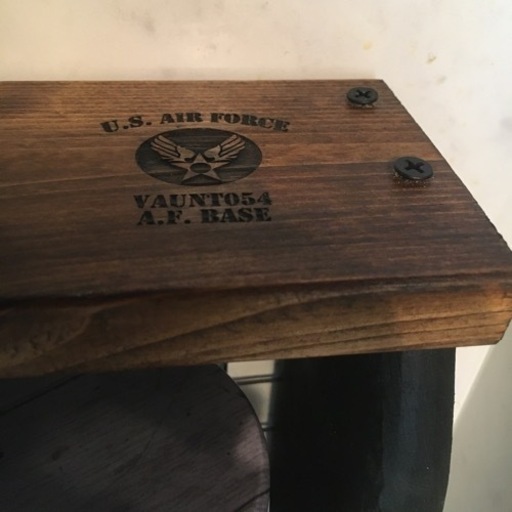 U.S. AIR FORCE
VAUNT054
A.F. BASE